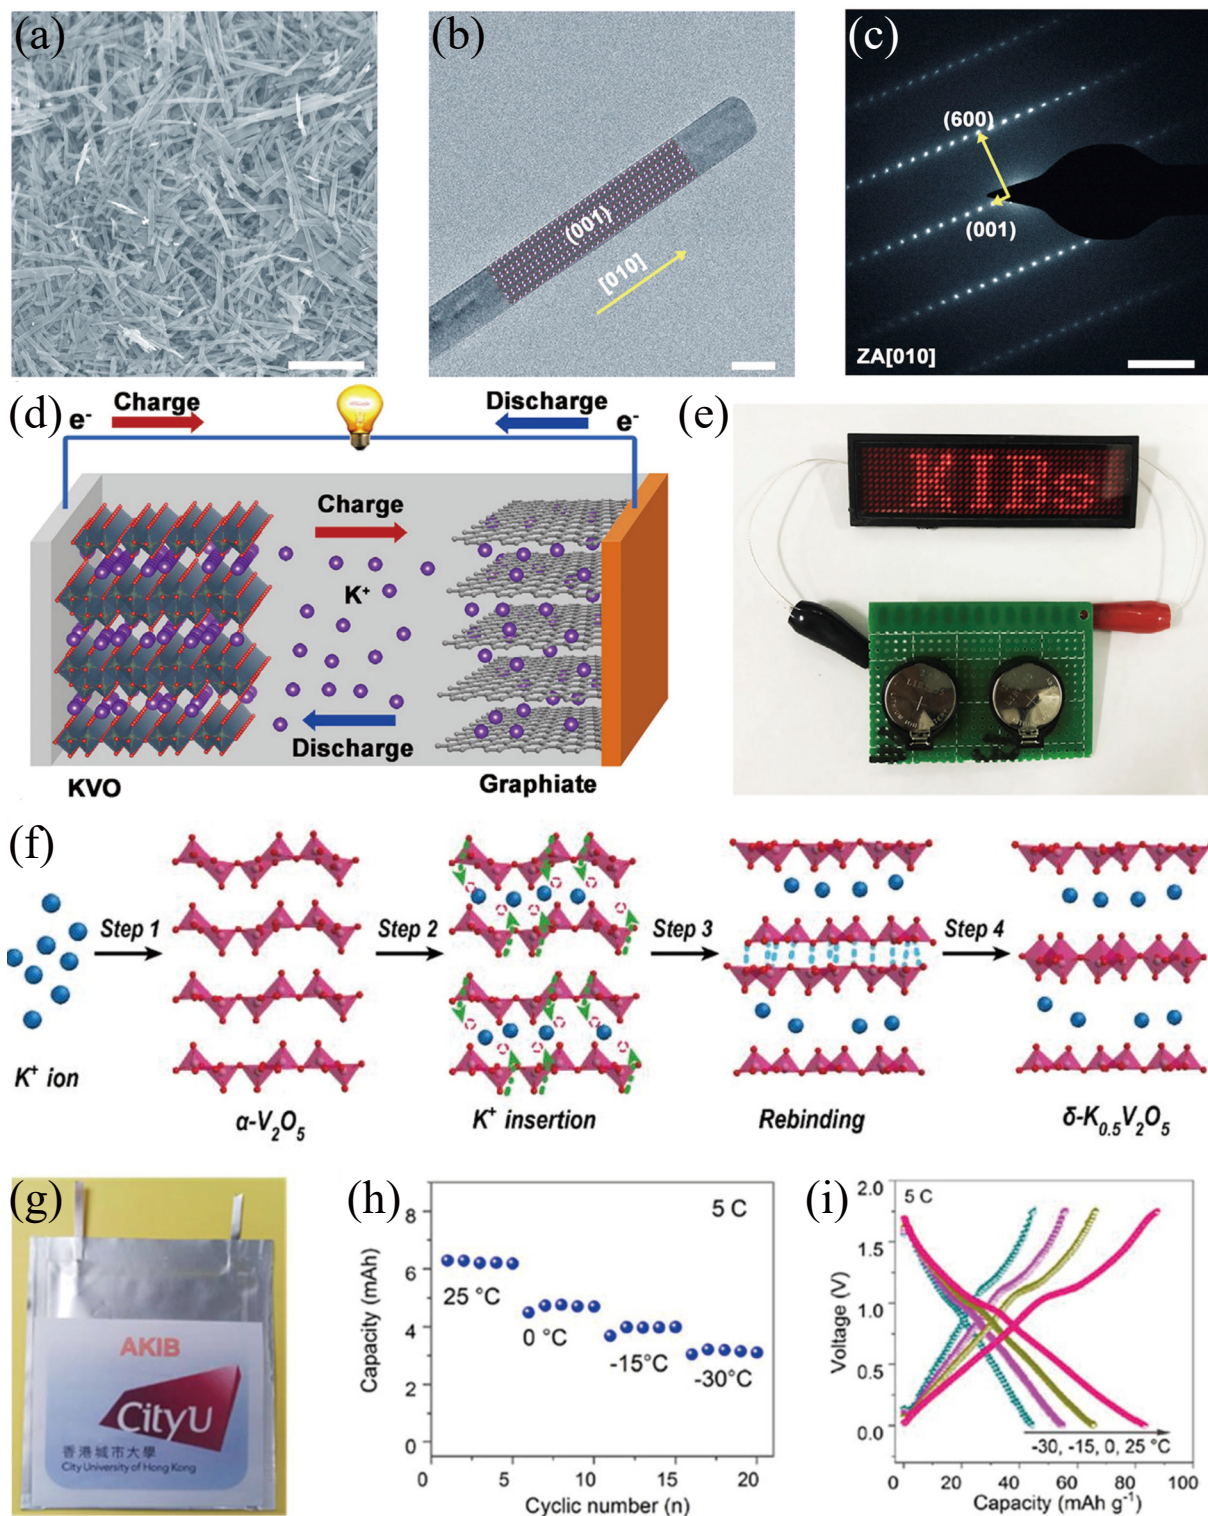 (a)
(b)
(001)
[010]
(c)
(600)
(001)
ZA[010]
(d)
e-
Charge
Discharge
e-
Charge
K+
Discharge
KVO
Graphiate
(e)
KIBs
(f)
Step 1
Step 2
Step 3
Step 4
K+ ion
α-V2O5
K+ insertion
Rebinding
δ-K0.5V2O5
(g)
AKIB
CityU
香港城市大學
City University of Hong Kong
(h)
5 C
Capacity (mAh)
8
6
4
2
0
25 °C
0 °C
-15°C
-30°C
0 5 10 15 20
Cyclic number (n)
(i)
5 C
Voltage (V)
2.0
1.5
1.0
0.5
0.0
-30, -15, 0, 25 °C
0 20 40 60 80 100
Capacity (mAh g-1)